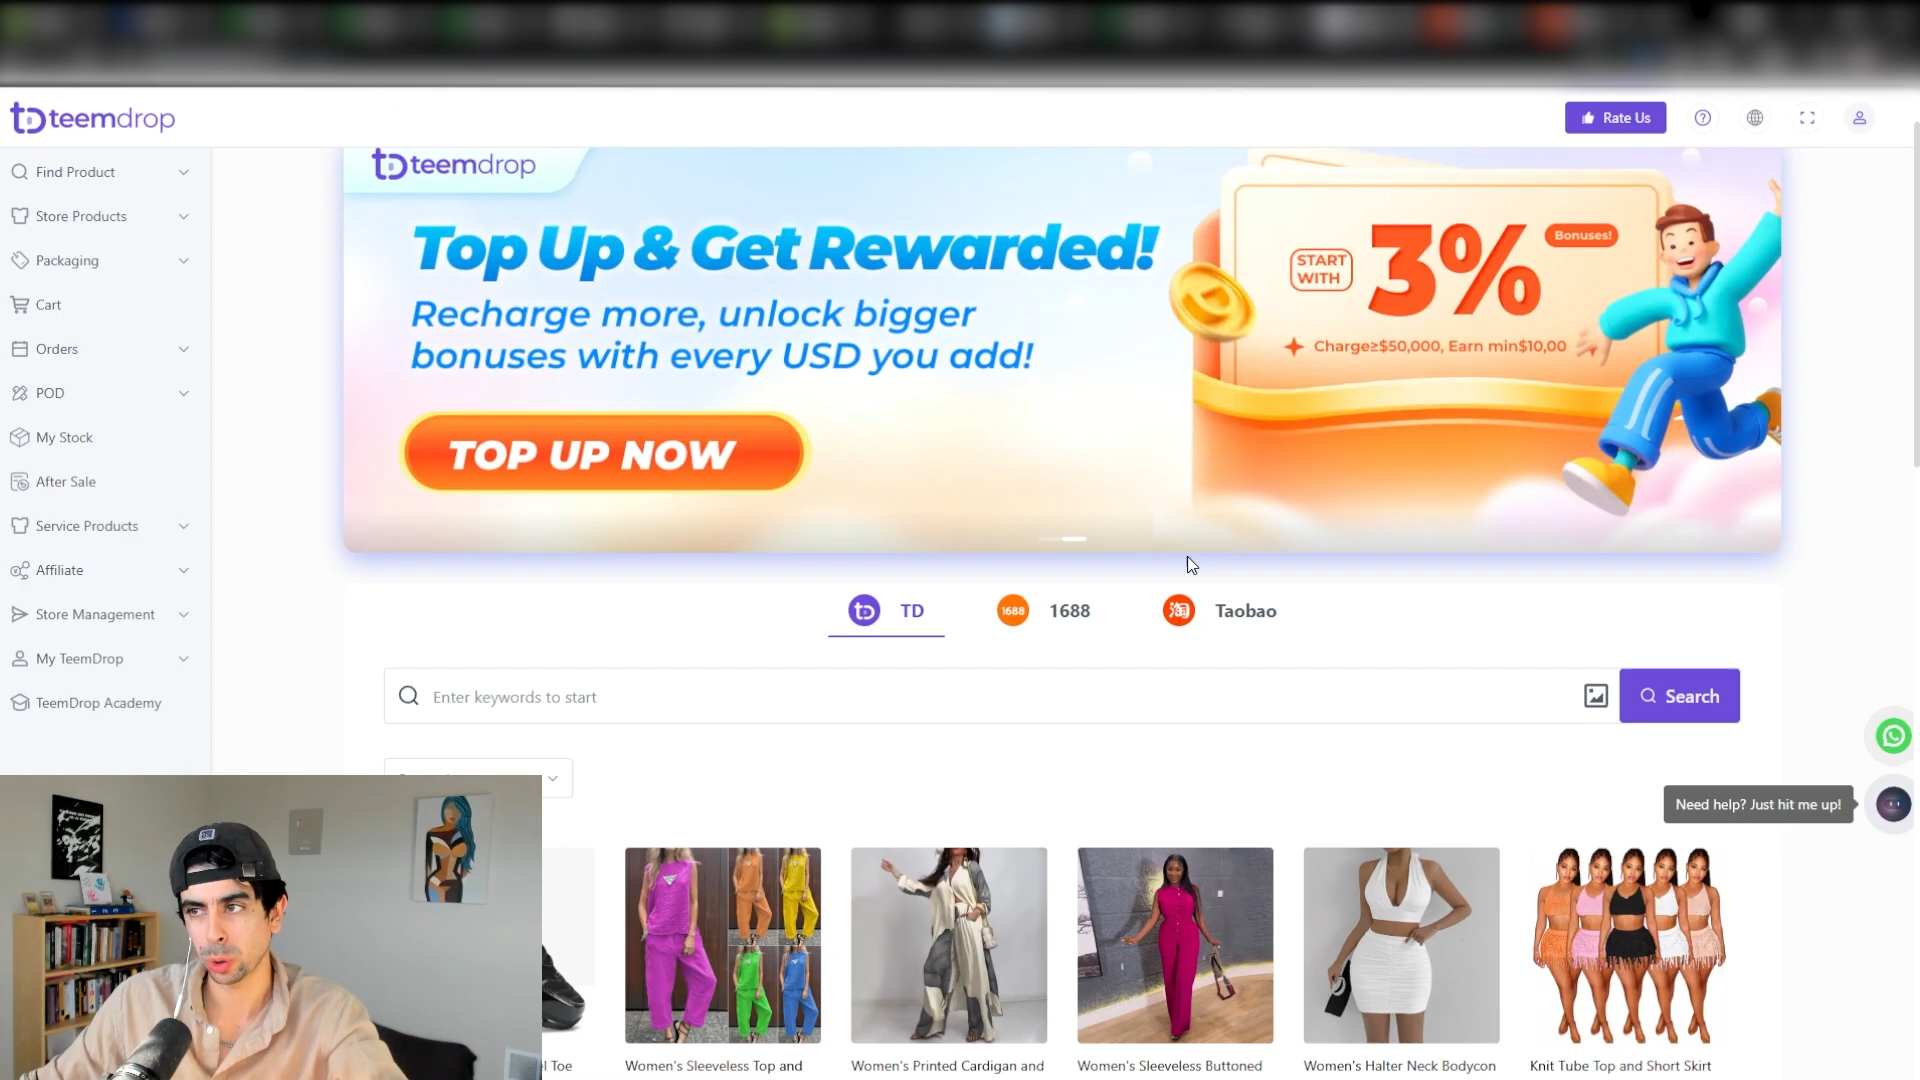 teemdrop
Rate Us
Find Product
Store Products
Packaging
Cart
Orders
POD
My Stock
After Sale
Service Products
Affiliate
Store Management
My TeemDrop
TeemDrop Academy
teemdrop
Top Up & Get Rewarded!
Recharge more, unlock bigger
bonuses with every USD you add!
TOP UP NOW
START
WITH
3%
Bonuses!
Charge≥$50,000, Earn min$10,00
TD
1688
1688
淘
Taobao
Enter keywords to start
Search
Need help? Just hit me up!
Toe
Women's Sleeveless Top and
Women's Printed Cardigan and
Women's Sleeveless Buttoned
Women's Halter Neck Bodycon
Knit Tube Top and Short Skirt